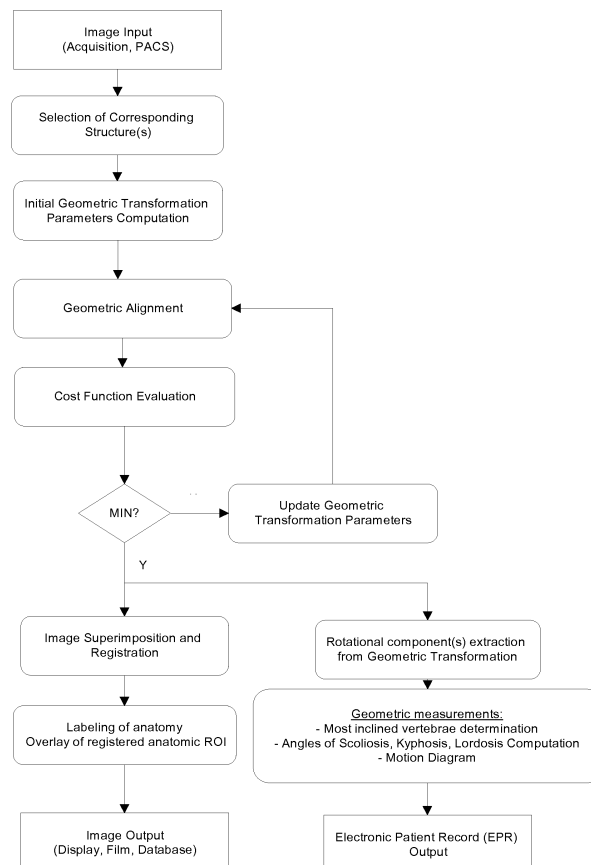 Image Input
(Acquisition, PACS)
Selection of Corresponding
Structure(s)
Initial Geometric Transformation
Parameters Computation
Geometric Alignment
Cost Function Evaluation
MIN?
Update Geometric
Transformation Parameters
Y
Image Superimposition and
Registration
Rotational component(s) extraction
from Geometric Transformation
Labeling of anatomy
Overlay of registered anatomic ROI
Geometric measurements:
- Most inclined vertebrae determination
- Angles of Scoliosis, Kyphosis, Lordosis Computation
- Motion Diagram
Image Output
(Display, Film, Database)
Electronic Patient Record (EPR)
Output